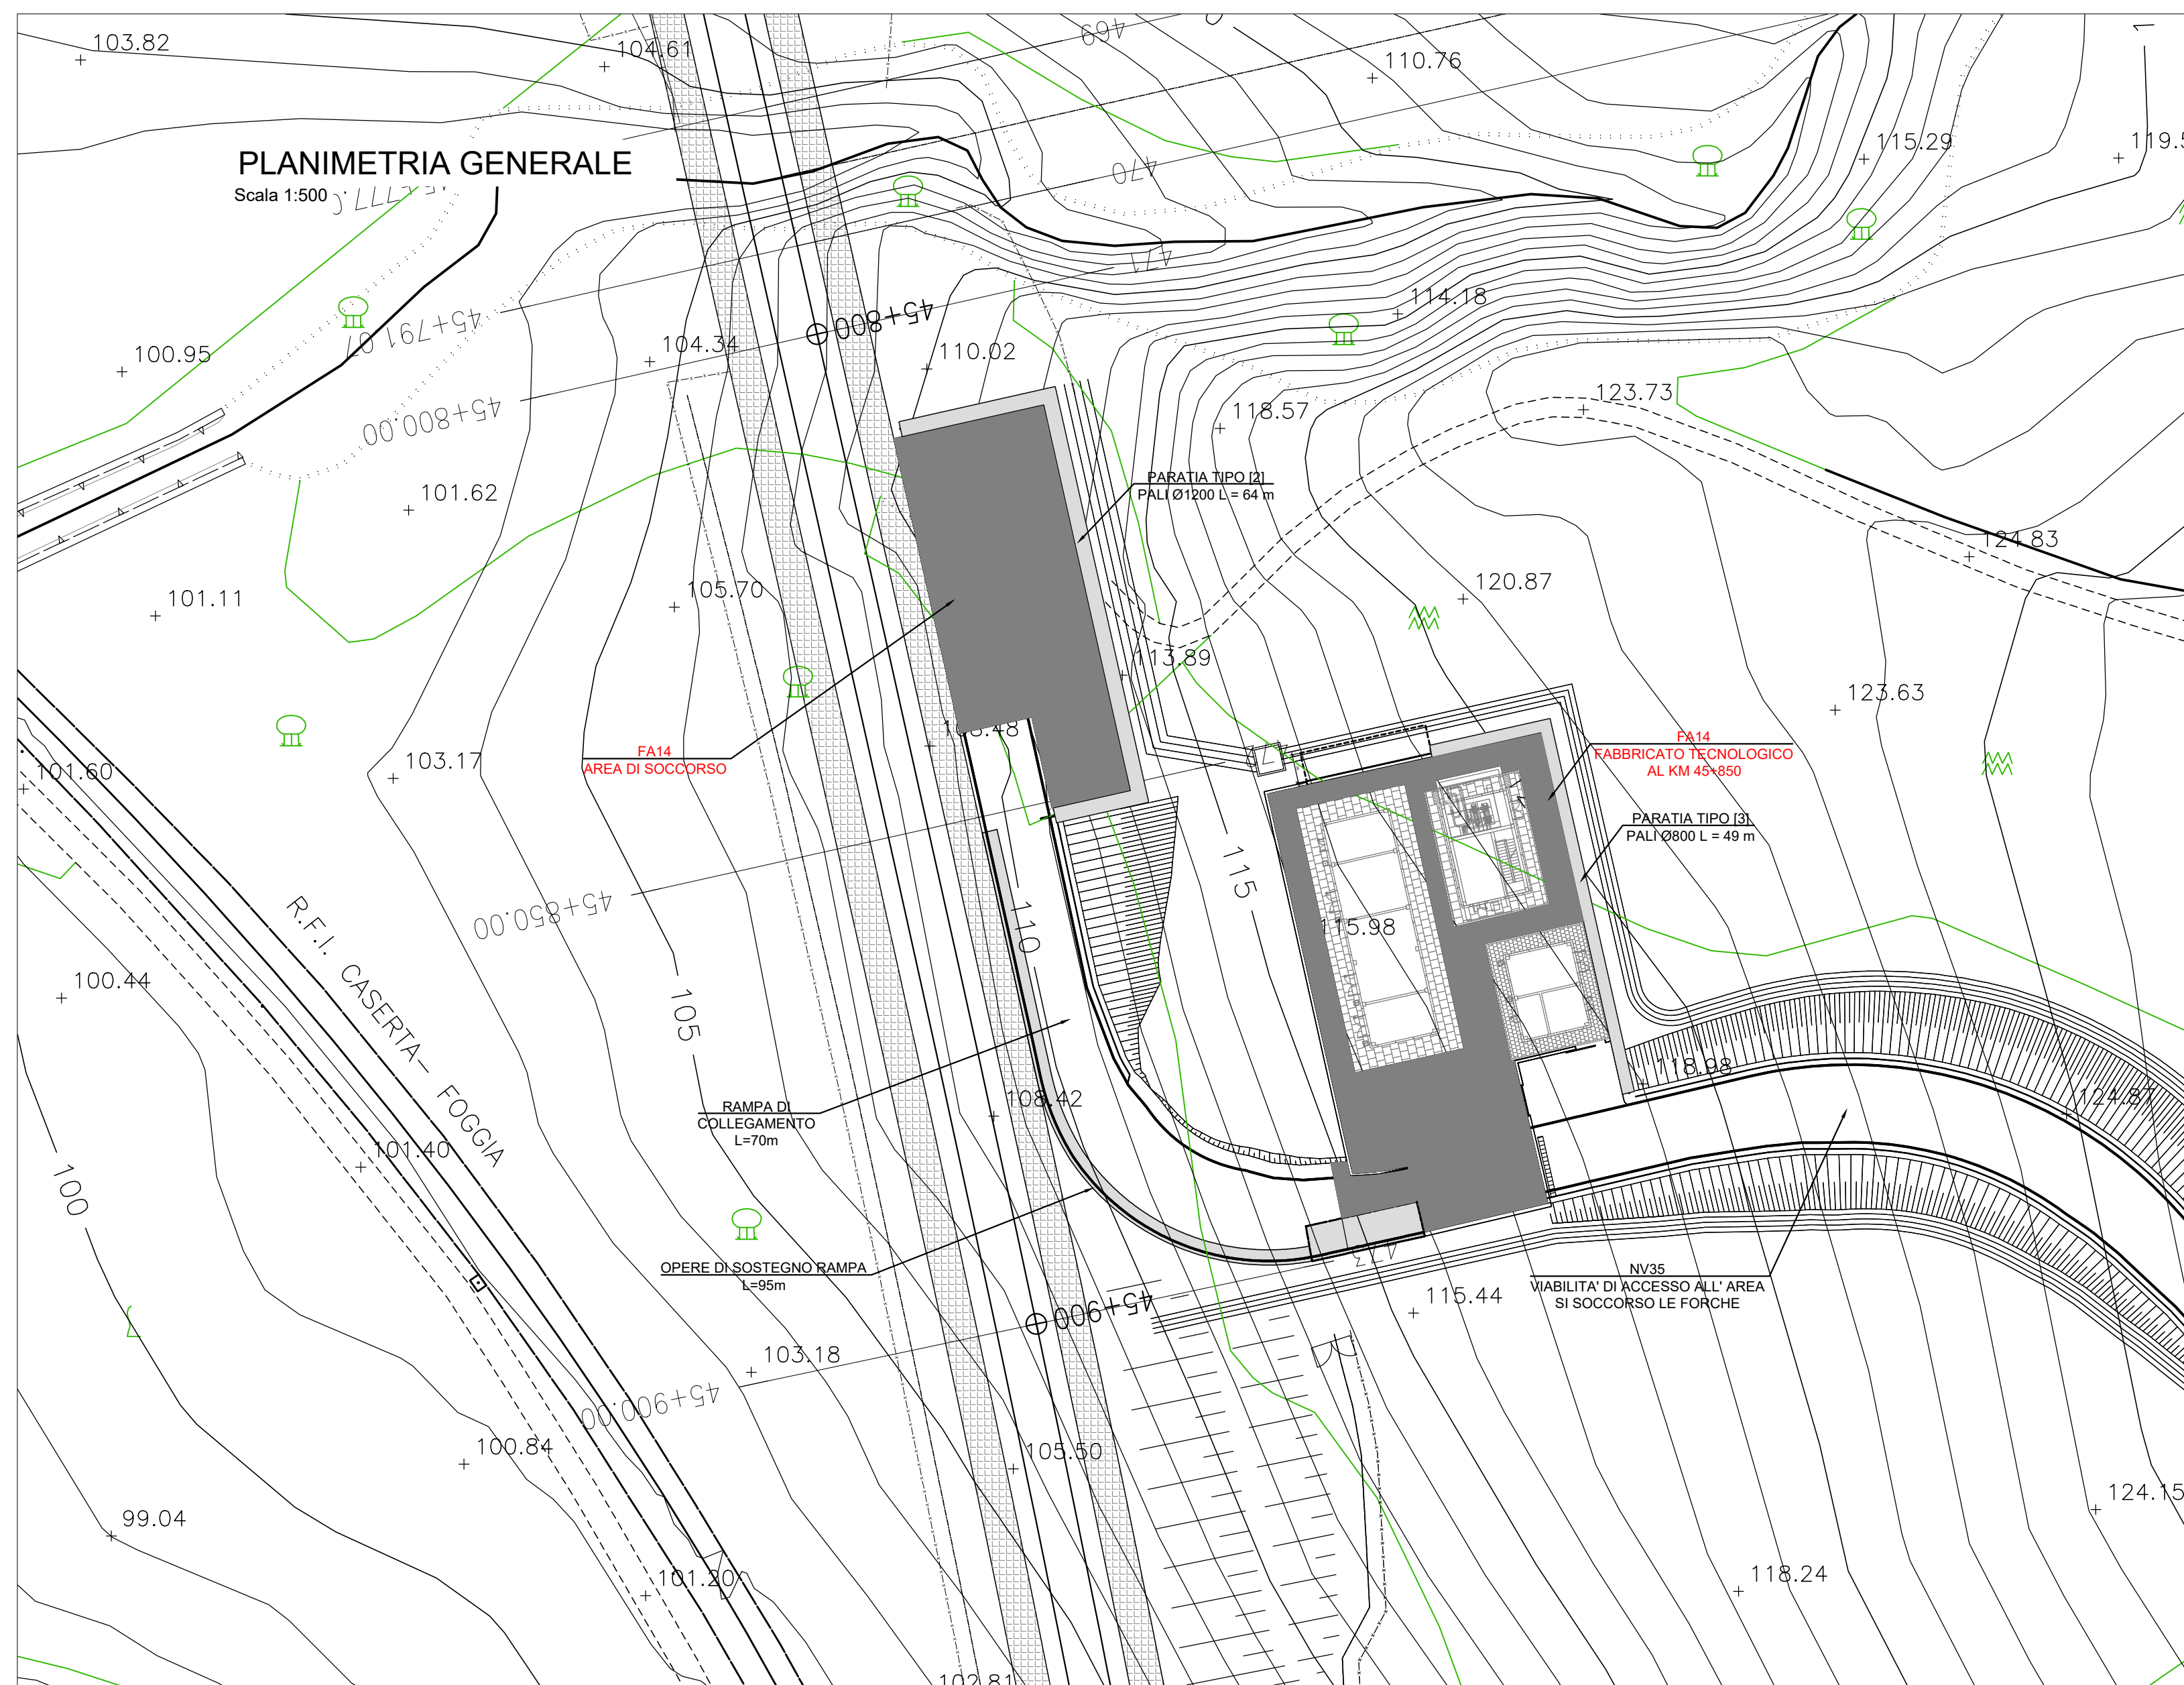 103.82
104.61
469
110.76
PLANIMETRIA GENERALE
Scala 1:500
470
115.29
471
45+791.07
45+800
114.18
100.95
104.34
110.02
45+800.00
118.57
123.73
101.62
PARATIA TIPO [2]
PALI Ø1200 L = 64 m
124.83
101.11
105.70
120.87
113.89
123.63
101.60
103.17
FA14
AREA DI SOCCORSO
FA14
FABBRICATO TECNOLOGICO
AL KM 45+850
PARATIA TIPO [3]
PALI Ø800 L = 49 m
115
45+850.00
110
115.98
R.F.I. CASERTA- FOGGIA
100.44
105
118.98
124.87
RAMPA DI
COLLEGAMENTO
L=70m
108.42
101.40
100
OPERE DI SOSTEGNO RAMPA
L=95m
NV35
VIABILITA' DI ACCESSO ALL' AREA
SI SOCCORSO LE FORCHE
45+900
115.44
103.18
45+900.00
100.84
105.50
99.04
124.15
101.20
118.24
102.81